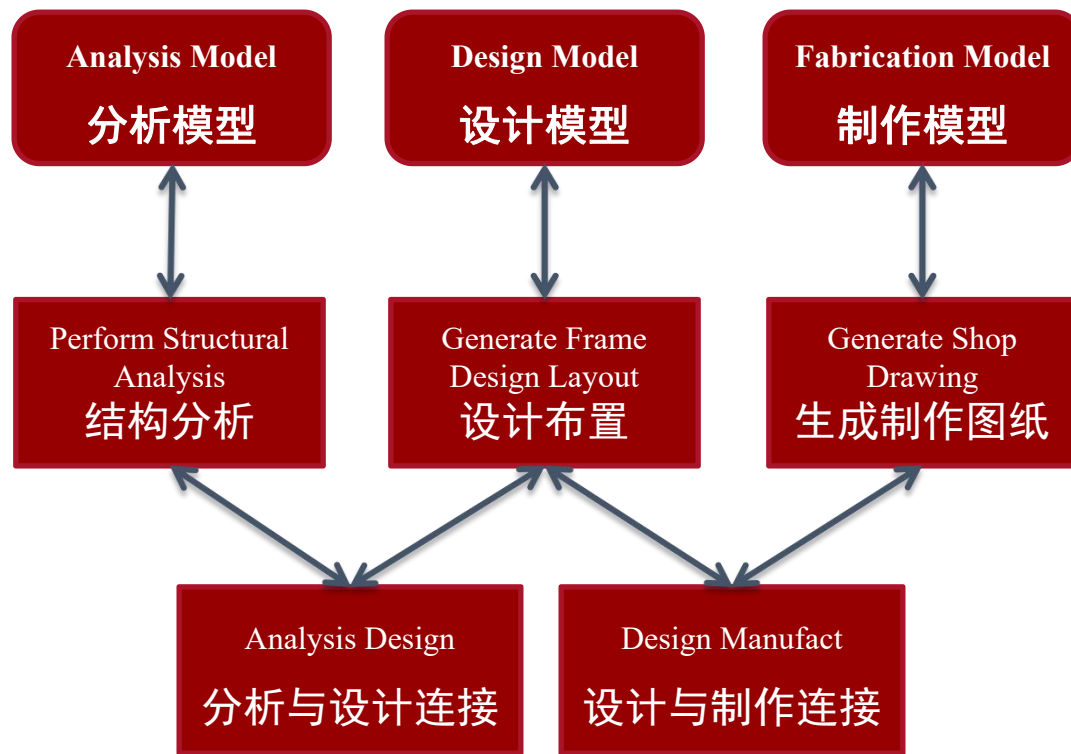 Analysis Model
分析模型
Design Model
设计模型
Fabrication Model
制作模型
Perform Structural
Analysis
结构分析
Generate Frame
Design Layout
设计布置
Generate Shop
Drawing
生成制作图纸
Analysis Design
分析与设计连接
Design Manufact
设计与制作连接